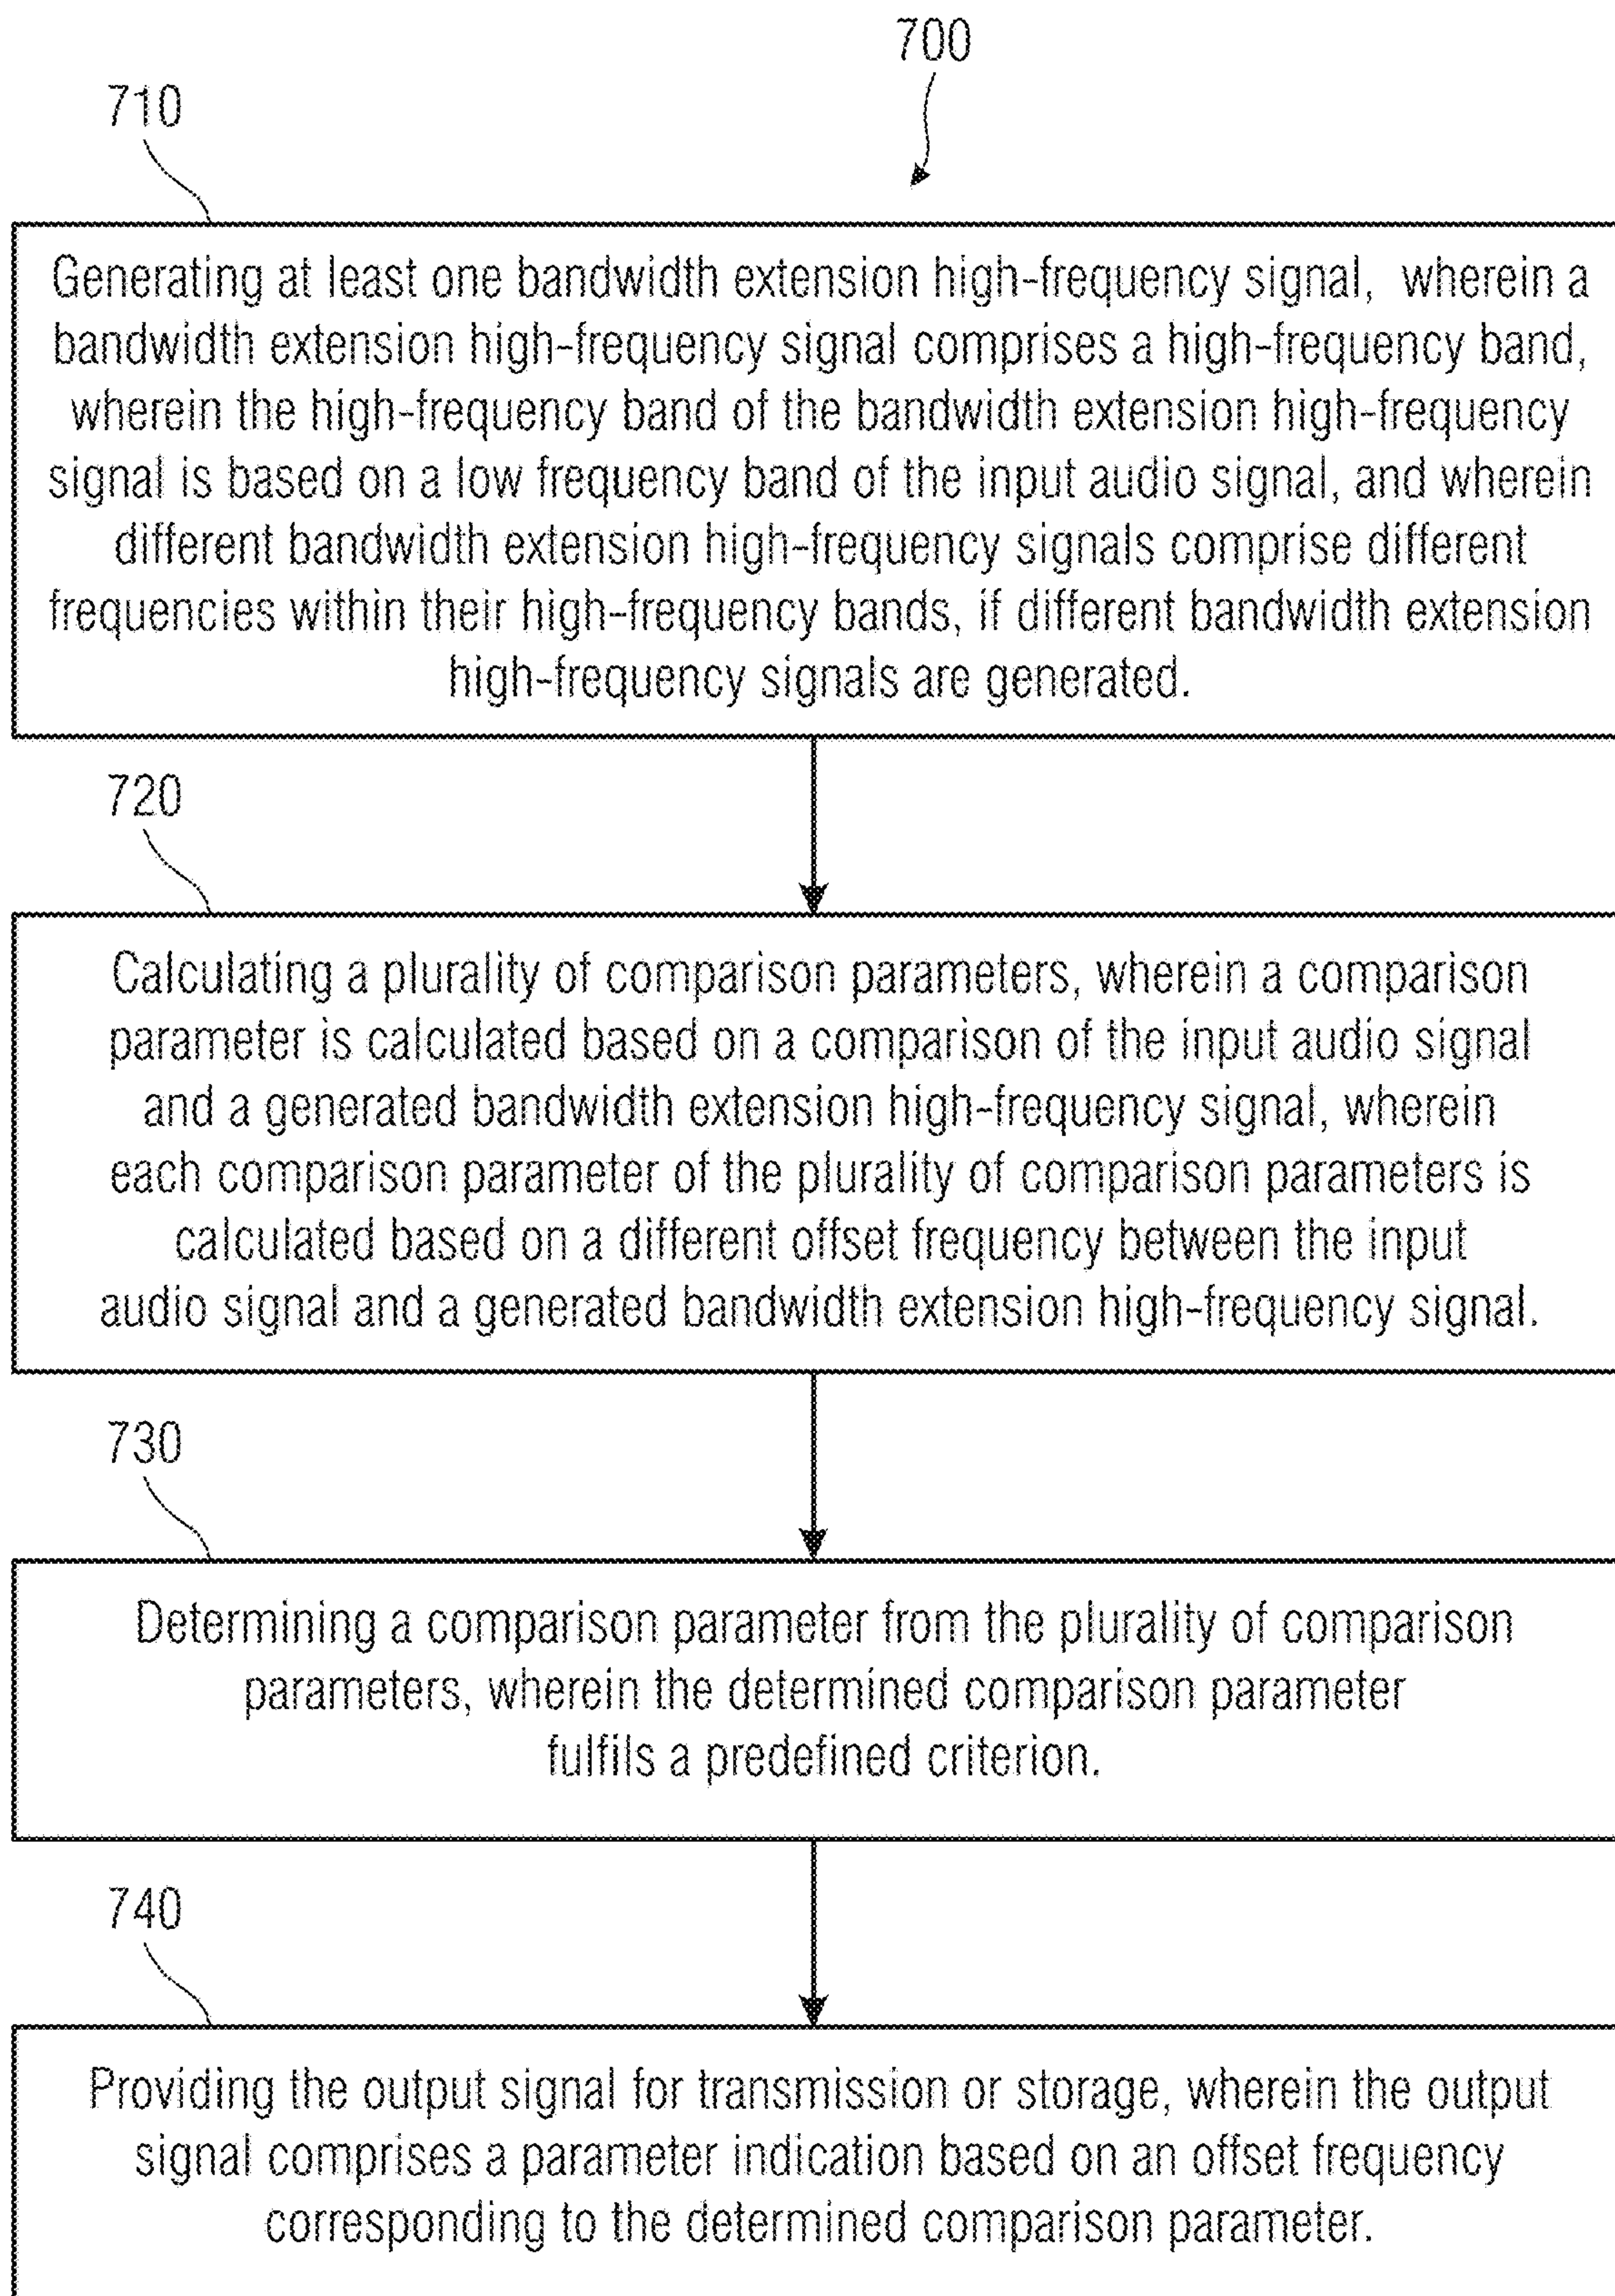 700
710
Generating at least one bandwidth extension high-frequency signal, wherein a
bandwidth extension high-frequency signal comprises a high-frequency band,
wherein the high-frequency band of the bandwidth extension high-frequency
signal is based on a low frequency band of the input audio signal, and wherein
different bandwidth extension high-frequency signals comprise different
frequencies within their high-frequency bands, if different bandwidth extension
high-frequency signals are generated.
720
Calculating a plurality of comparison parameters, wherein a comparison
parameter is calculated based on a comparison of the input audio signal
and a generated bandwidth extension high-frequency signal, wherein
each comparison parameter of the plurality of comparison parameters is
calculated based on a different offset frequency between the input
audio signal and a generated bandwidth extension high-frequency signal.
730
Determining a comparison parameter from the plurality of comparison
parameters, wherein the determined comparison parameter
fulfils a predefined criterion.
740
Providing the output signal for transmission or storage, wherein the output
signal comprises a parameter indication based on an offset frequency
corresponding to the determined comparison parameter.